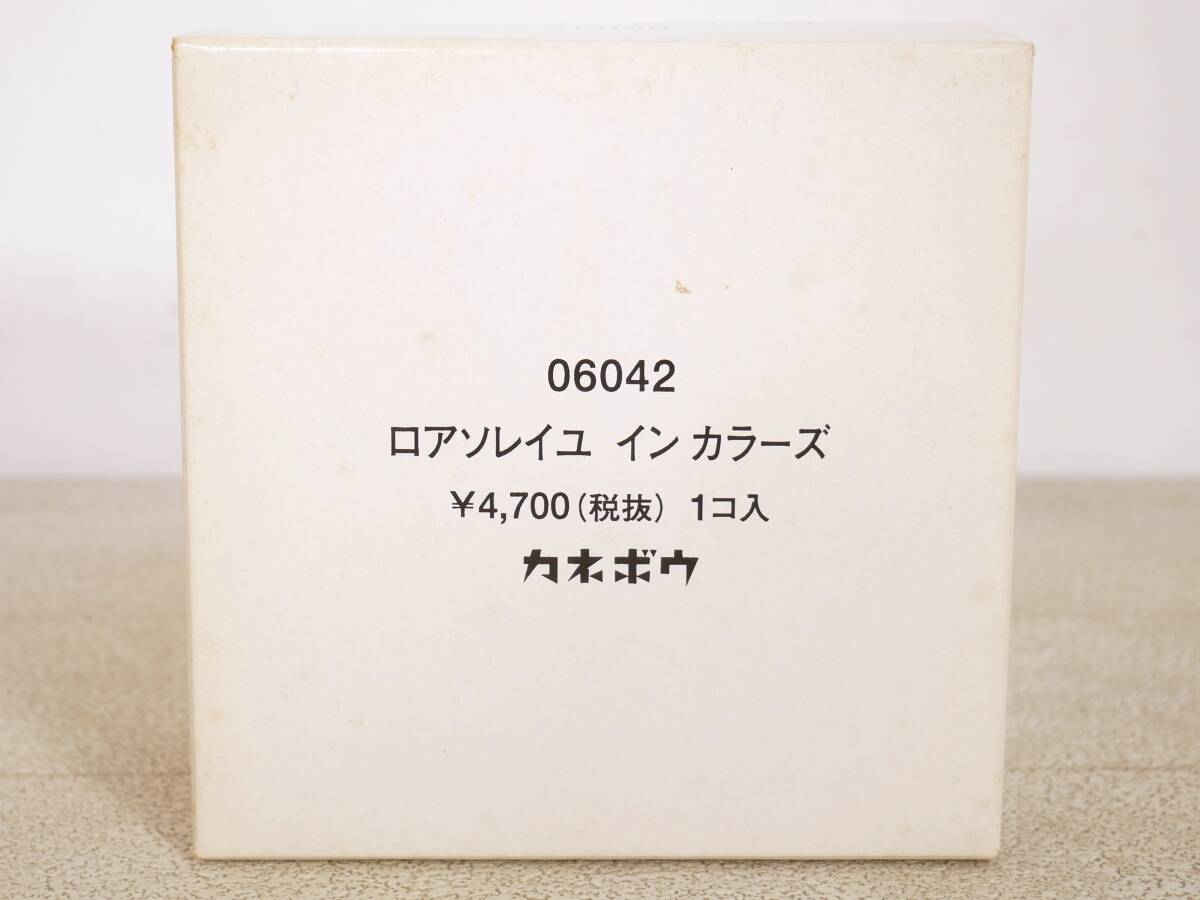 06042
ロアソレイユ イン カラーズ
¥4,700(税抜) 1コ入
カネボウ